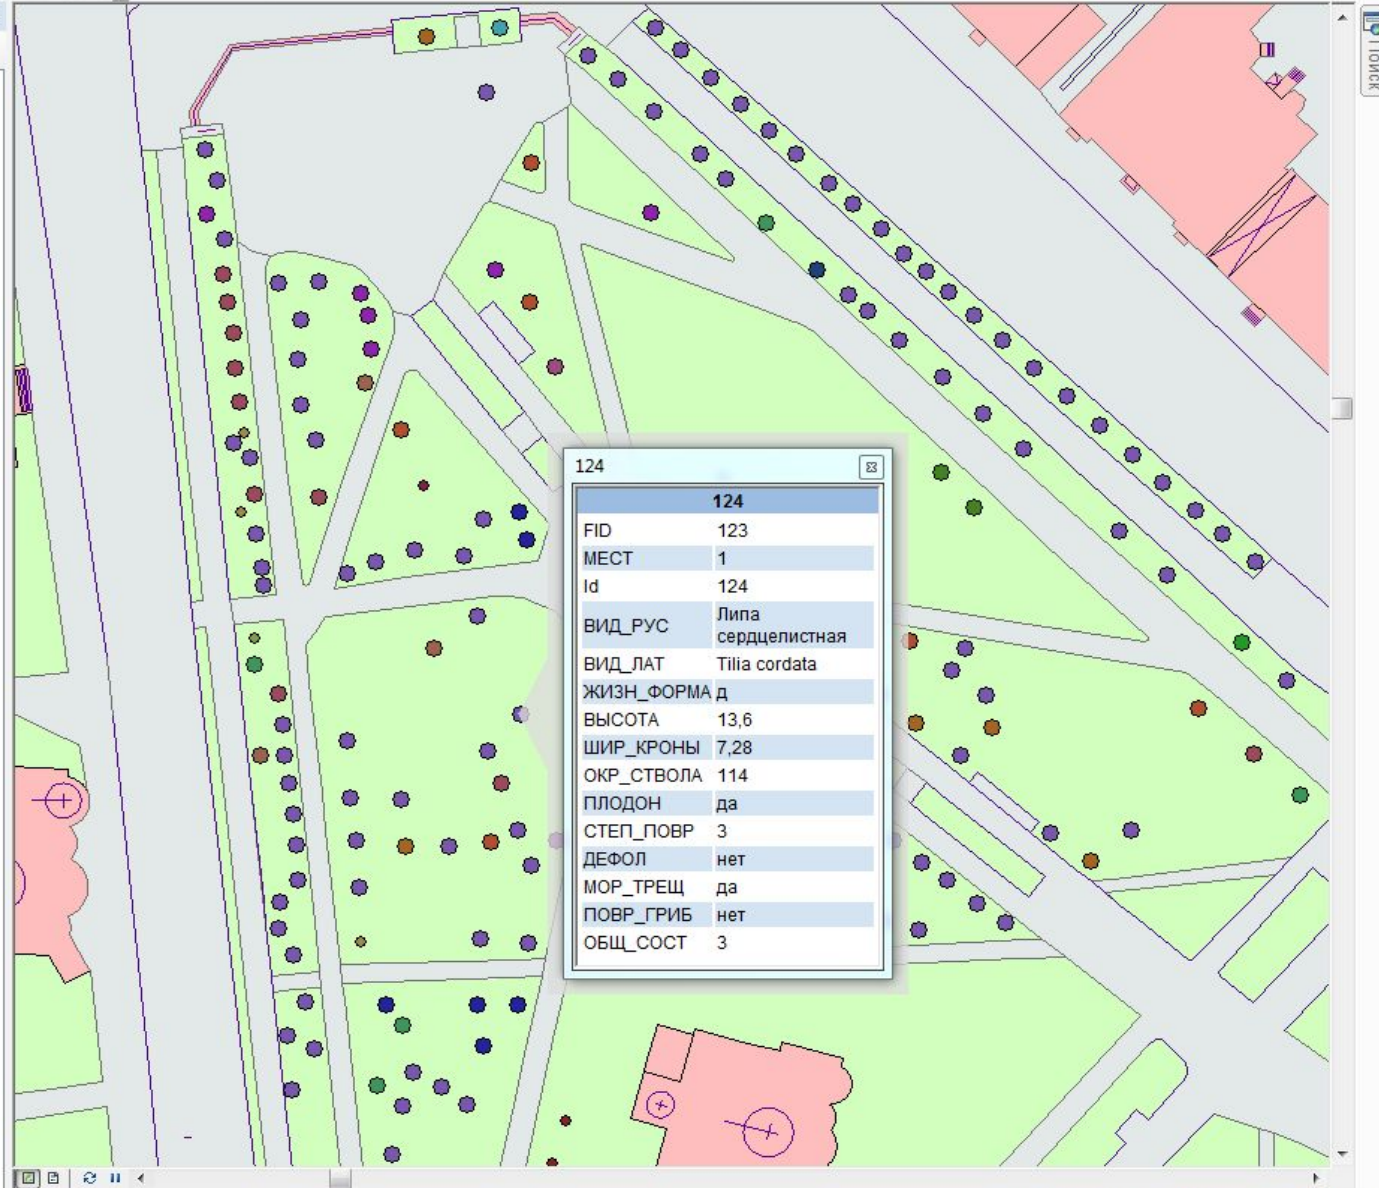 ПОИСК
124
124
FID 123
МЕСТ 1
Id 124
ВИД_РУС Липа
сердцелистная
ВИД_ЛАТ Tilia cordata
ЖИЗН_ФОРМА д
ВЫСОТА 13,6
ШИР_КРОНЫ 7,28
ОКР_СТВОЛА 114
ПЛОДОН да
СТЕП_ПОВР 3
ДЕФОЛ нет
МОР_ТРЕЩ да
ПОВР_ГРИБ нет
ОБЩ_СОСТ 3